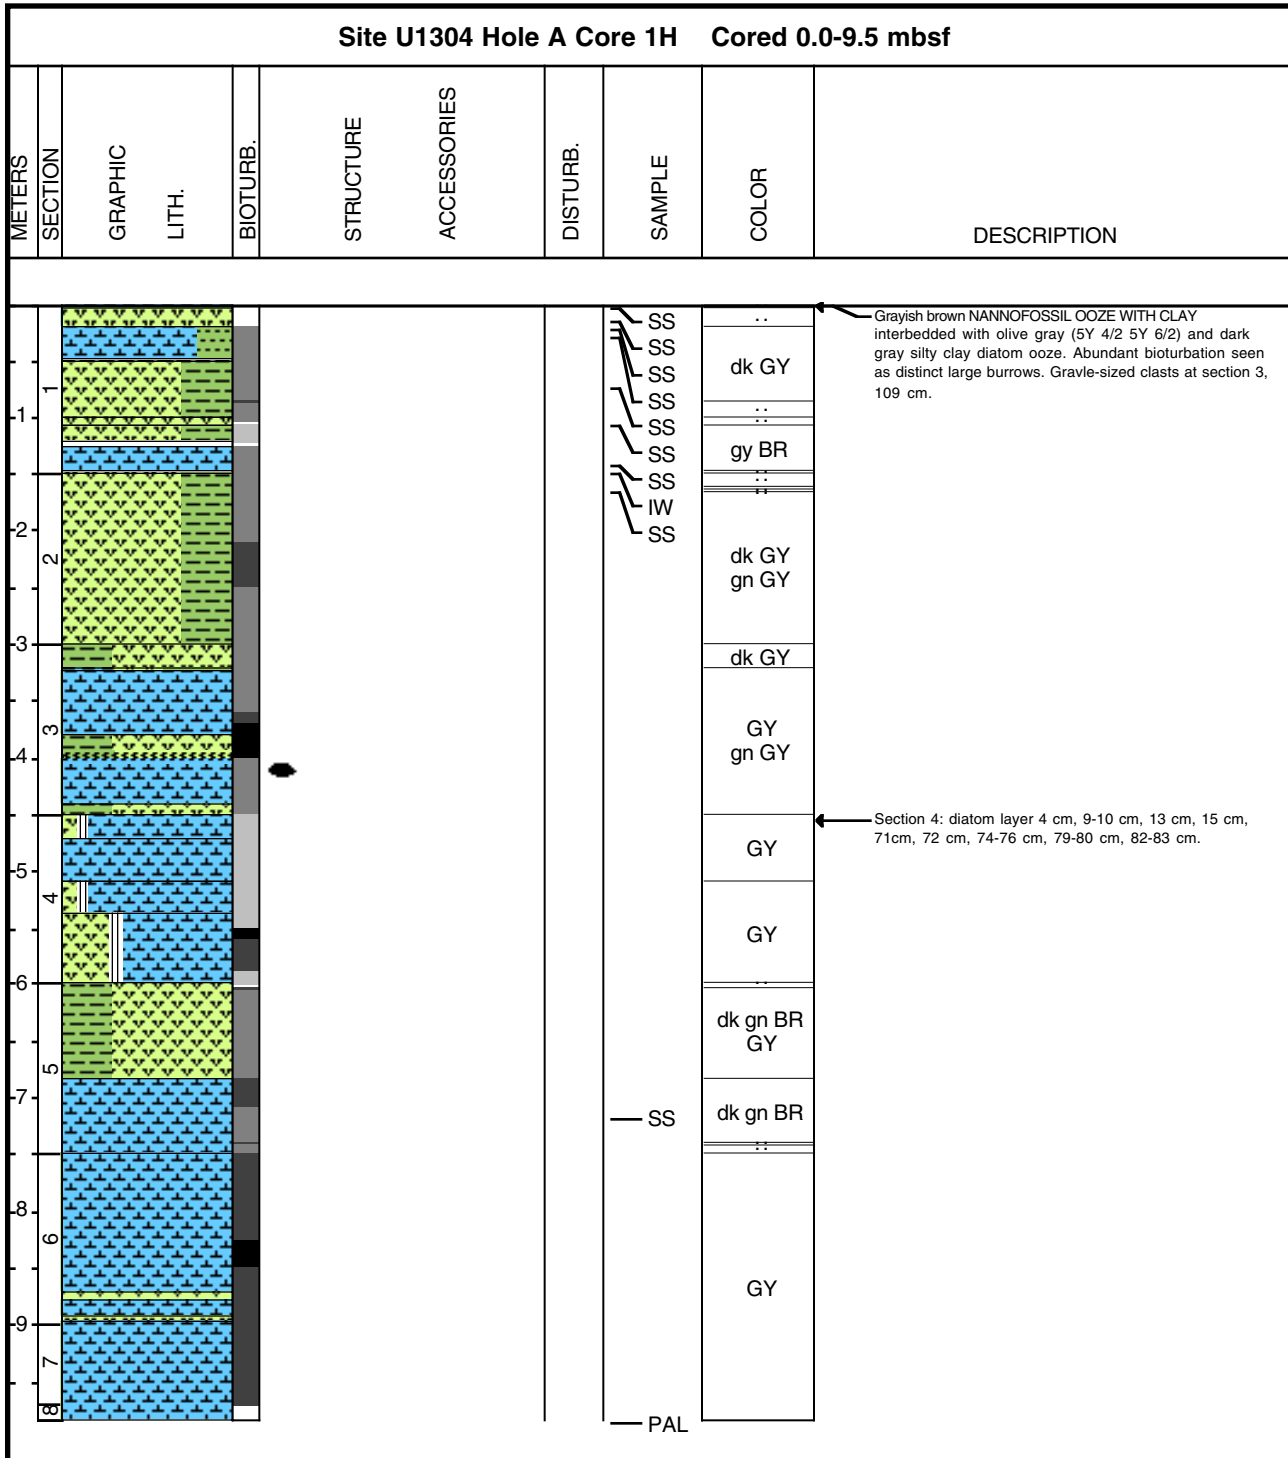 Site U1304 Hole A Core 1H Cored 0.0-9.5 mbsf
METERS
SECTION
GRAPHIC
LITH.
BIOTURB.
STRUCTURE
ACCESSORIES
DISTURB.
SAMPLE
COLOR
DESCRIPTION
1
2
3
4
5
6
7
8
9
1
2
3
4
5
6
7
8
SS
SS
SS
SS
SS
SS
SS
IW
SS
SS
PAL
: :
dk GY
: :
: :
gy BR
: :
: :
: :
dk GY
gn GY
dk GY
GY
gn GY
GY
GY
: :
dk gn BR
GY
dk gn BR
: :
: :
GY
Grayish brown NANNOFOSSIL OOZE WITH CLAY
interbedded with olive gray (5Y 4/2 5Y 6/2) and dark
gray silty clay diatom ooze. Abundant bioturbation seen
as distinct large burrows. Gravle-sized clasts at section 3,
109 cm.
Section 4: diatom layer 4 cm, 9-10 cm, 13 cm, 15 cm,
71cm, 72 cm, 74-76 cm, 79-80 cm, 82-83 cm.